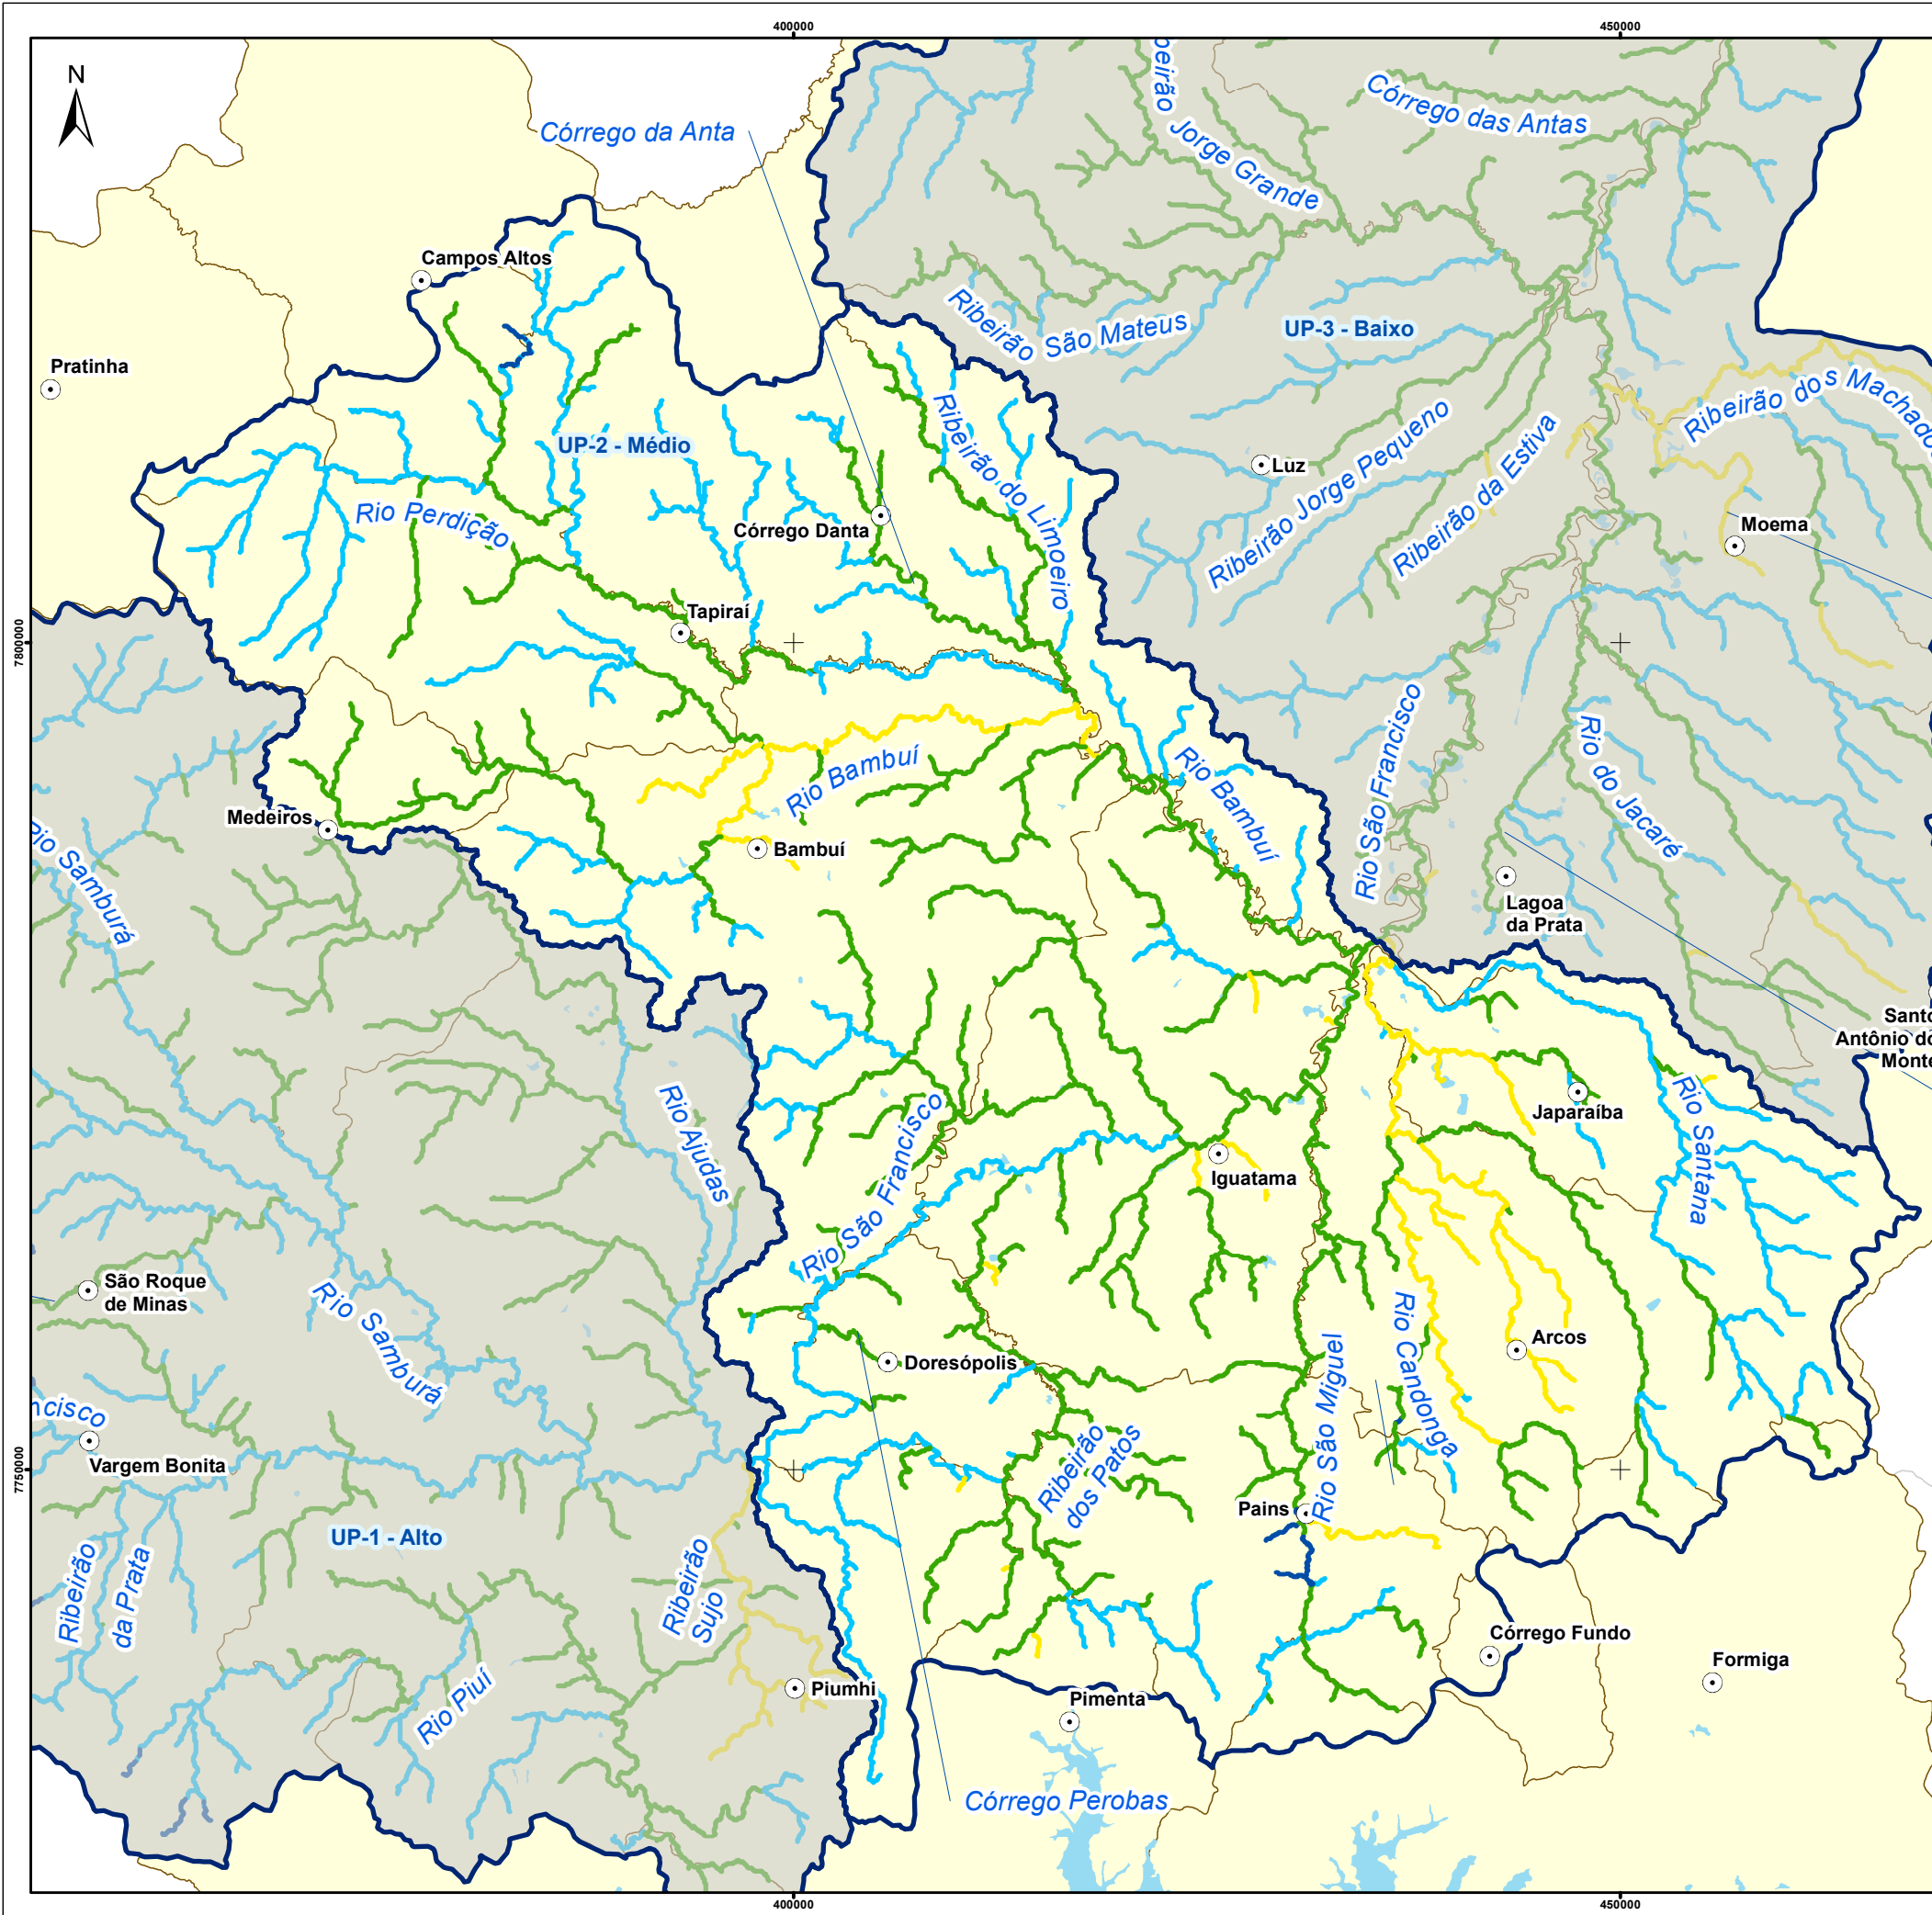 400000
450000
N
Córrego da Anta
beirão
Jorge Grande
Córrego das Antas
Campos Altos
Pratinha
Ribeirão
São Mateus
UP-3 - Baixo
Ribeirão dos Machado
UP-2 - Médio
Ribeirão do Limoeiro
Ribeirão Jorge Pequeno
Ribeirão da Estiva
Luz
Rio Perdição
Córrego Danta
Moema
Tapiraí
7800000
7800000
Rio São Francisco
Rio do Jacaré
Rio Bambuí
Rio Bambuí
Medeiros
Bambuí
Rio Samburá
Lagoa
da Prata
Santo
Antônio do
Monte
Rio Ajudas
Japaraíba
Rio Santana
Rio São Francisco
Iguatama
São Roque
de Minas
Rio Samburá
Doresópolis
Rio São Miguel
Rio Candonga
Arcos
ncisco
Vargem Bonita
Ribeirão
dos Patos
7750000
Pains
UP-1 - Alto
Ribeirão
da Prata
Ribeirão
Sujo
Córrego Fundo
Formiga
Rio Piuí
Piumhi
Pimenta
Córrego Perobas
400000
450000